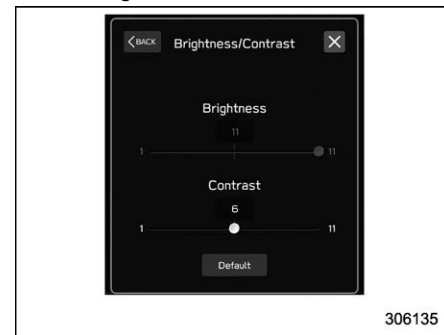 BACK Brightness/Contrast
Brightness
11
1 11
Contrast
6
1 11
Default
306135